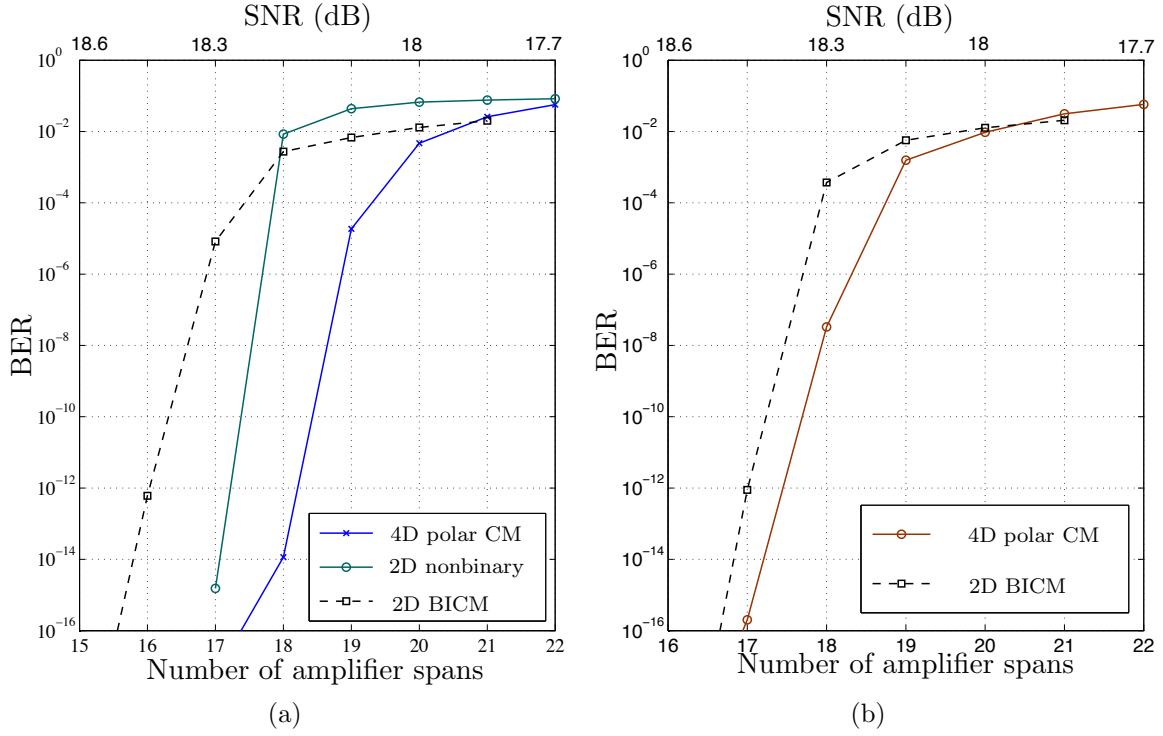 SNR (dB)
18.6 18.3 18 17.7
10^0
10^−2
10^−4
10^−6
10^−8
10^−10
10^−12
10^−14
10^−16
BER
4D polar CM
2D nonbinary
2D BICM
15 16 17 18 19 20 21 22
Number of amplifier spans
(a)
SNR (dB)
18.6 18.3 18 17.7
10^0
10^−2
10^−4
10^−6
10^−8
10^−10
10^−12
10^−14
10^−16
BER
4D polar CM
2D BICM
16 17 18 19 20 21 22
Number of amplifier spans
(b)